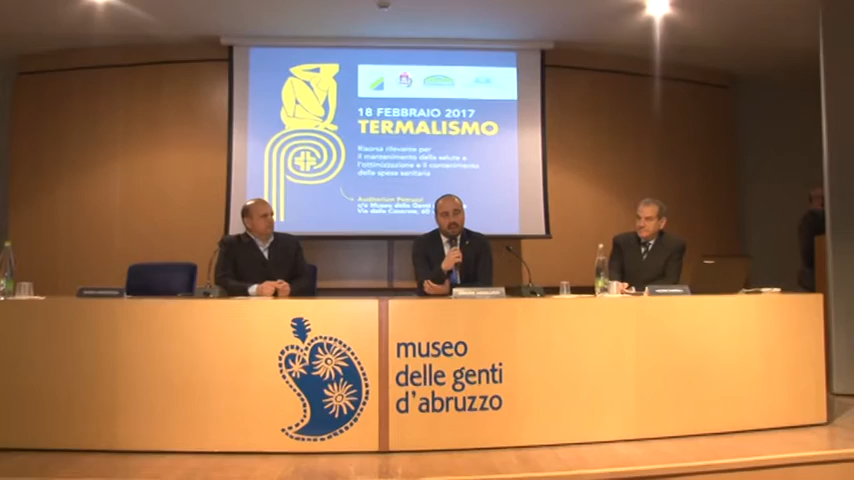 18 FEBBRAIO 2017
TERMALISMO
Risorsa rilevante per
il mantenimento della salute e
l'ottimizzazione e il contenimento
della spesa sanitaria
Auditorium Petruzzi
c/o Museo delle Genti
Via delle Caserme, 60
museo
delle genti
d'abruzzo